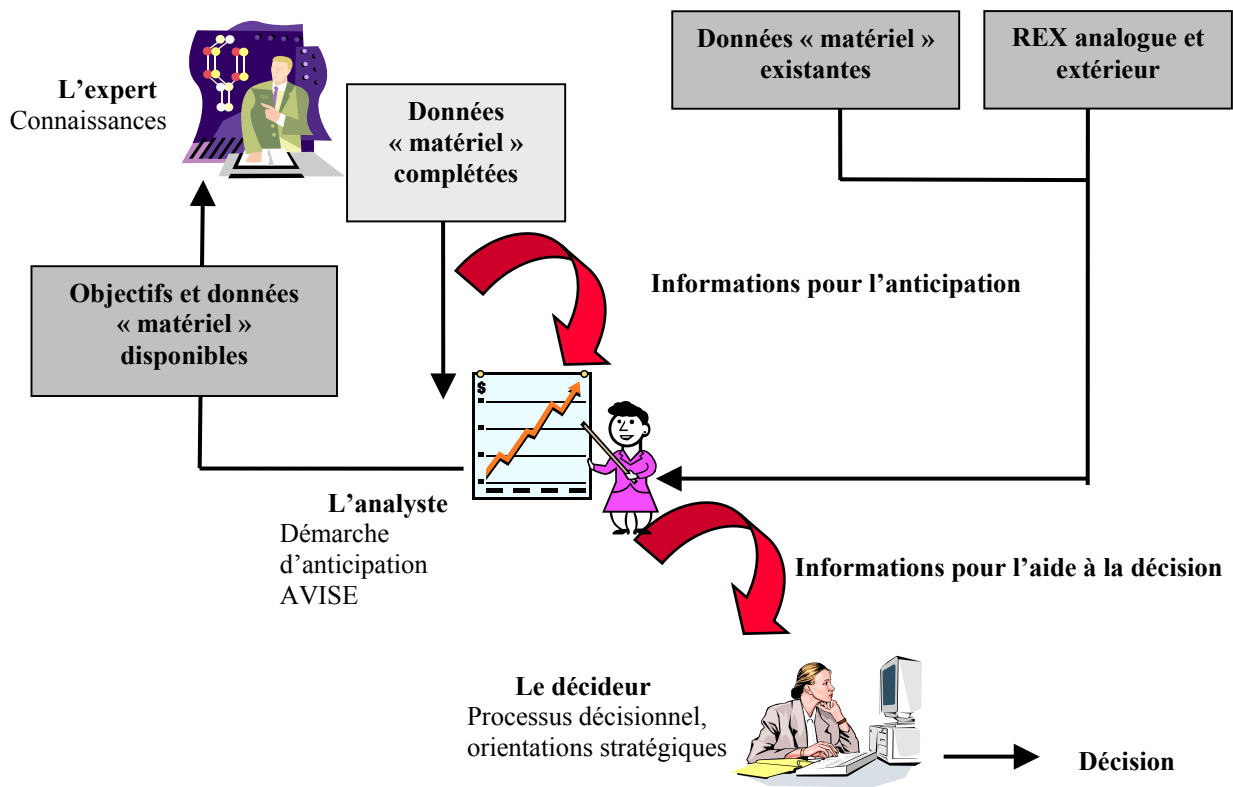 Données « matériel »
existantes
REX analogue et
extérieur
L'expert
Connaissances
Données
« matériel »
complétées
Objectifs et données
« matériel »
disponibles
Informations pour l'anticipation
$
L'analyste
Démarche
d'anticipation
AVISE
Informations pour l'aide à la décision
Le décideur
Processus décisionnel,
orientations stratégiques
Décision